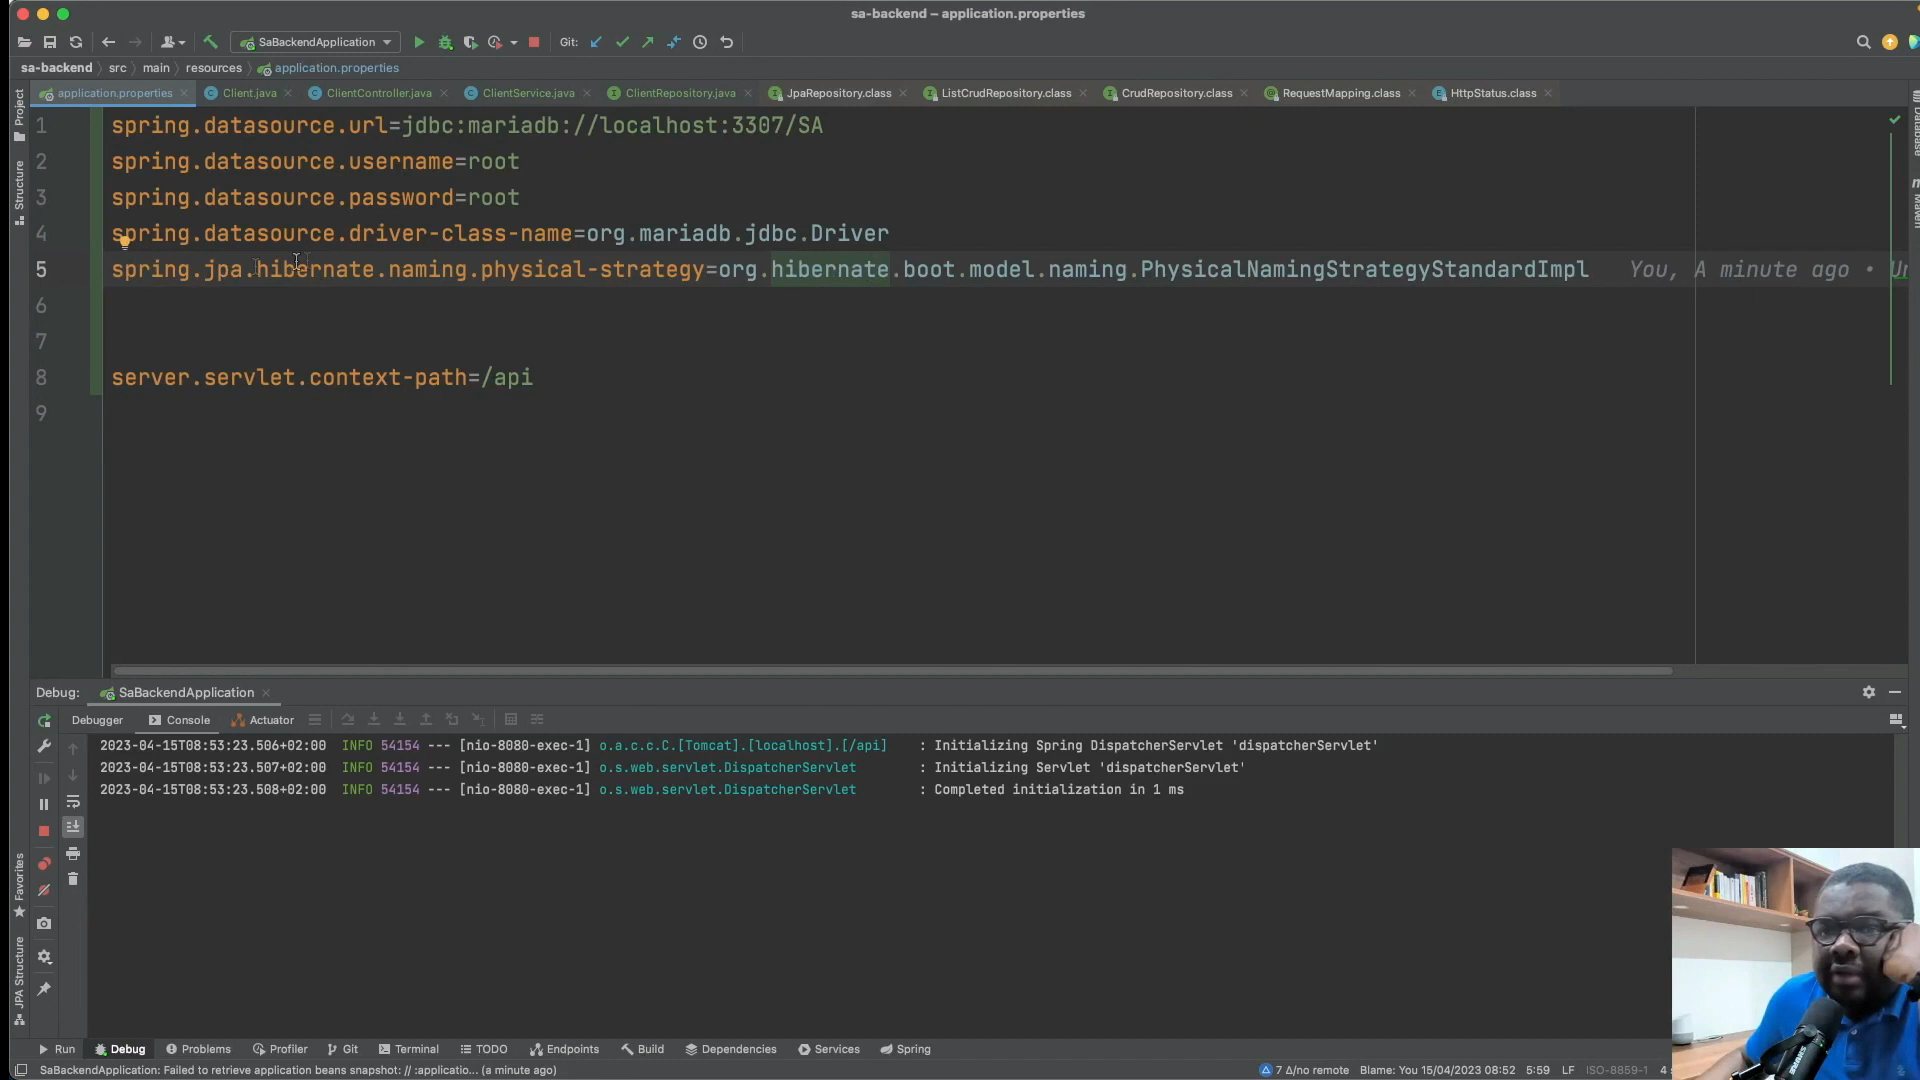 sa-backend – application.properties
SaBackendApplication
Git:
sa-backend src main resources application.properties
application.properties Client.java ClientController.java ClientService.java ClientRepository.java JpaRepository.class ListCrudRepository.class CrudRepository.class RequestMapping.class HttpStatus.class
Project
Structure
Favorites
JPA Structure
Database
Maven
1 spring.datasource.url=jdbc:mariadb://localhost:3307/SA
2 spring.datasource.username=root
3 spring.datasource.password=root
4 spring.datasource.driver-class-name=org.mariadb.jdbc.Driver
5 spring.jpa.hibernate.naming.physical-strategy=org.hibernate.boot.model.naming.PhysicalNamingStrategyStandardImpl You, A minute ago •
6
7
8 server.servlet.context-path=/api
9
Debug: SaBackendApplication
Debugger Console Actuator
2023-04-15T08:53:23.506+02:00 INFO 54154 --- [nio-8080-exec-1] o.a.c.c.C.[Tomcat].[localhost].[/api] : Initializing Spring DispatcherServlet 'dispatcherServlet'
2023-04-15T08:53:23.507+02:00 INFO 54154 --- [nio-8080-exec-1] o.s.web.servlet.DispatcherServlet : Initializing Servlet 'dispatcherServlet'
2023-04-15T08:53:23.508+02:00 INFO 54154 --- [nio-8080-exec-1] o.s.web.servlet.DispatcherServlet : Completed initialization in 1 ms
Run Debug Problems Profiler Git Terminal TODO Endpoints Build Dependencies Services Spring
SaBackendApplication: Failed to retrieve application beans snapshot: // :applicatio... (a minute ago) 7 Δ/no remote Blame: You 15/04/2023 08:52 5:59 LF ISO-8859-1 4
SHURE